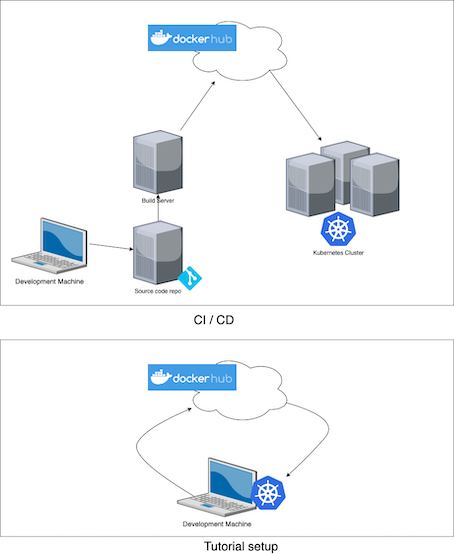 docker hub
Build Server
Development Machine
Source code repo
Kubernetes Cluster
CI / CD
docker hub
Development Machine
Tutorial setup